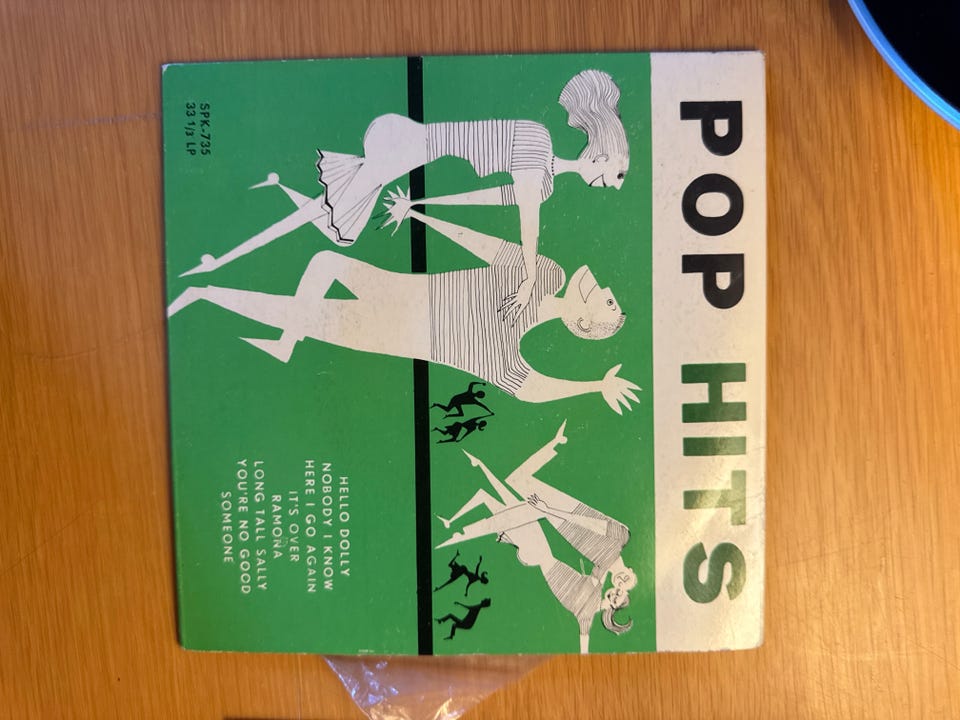 POP HITS
SPK-735
33 1/3 LP
HELLO DOLLY
NOBODY I KNOW
HERE I GO AGAIN
IT'S OVER
RAMONA
LONG TALL SALLY
YOU'RE NO GOOD
SOMEONE